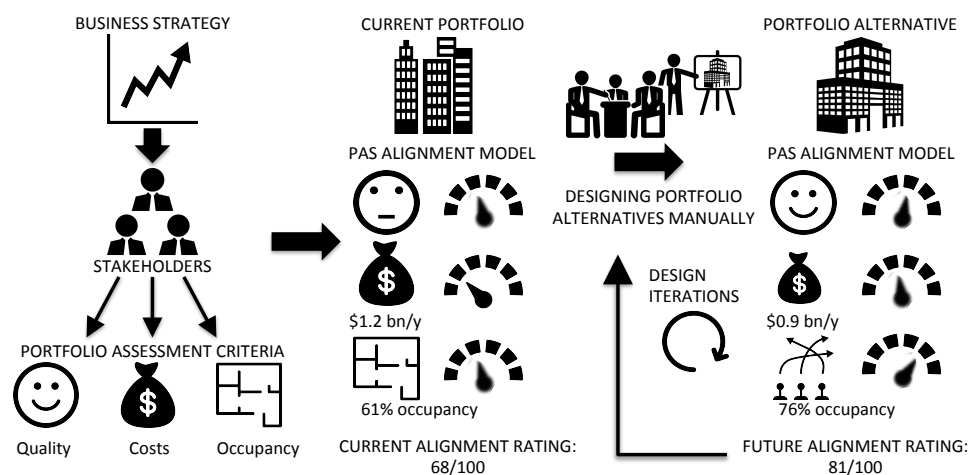 BUSINESS STRATEGY
STAKEHOLDERS
PORTFOLIO ASSESSMENT CRITERIA
$
Quality
Costs
Occupancy
CURRENT PORTFOLIO
PAS ALIGNMENT MODEL
$
$1.2 bn/y
61% occupancy
CURRENT ALIGNMENT RATING:
68/100
DESIGNING PORTFOLIO
ALTERNATIVES MANUALLY
DESIGN
ITERATIONS
PORTFOLIO ALTERNATIVE
PAS ALIGNMENT MODEL
$
$0.9 bn/y
76% occupancy
FUTURE ALIGNMENT RATING:
81/100